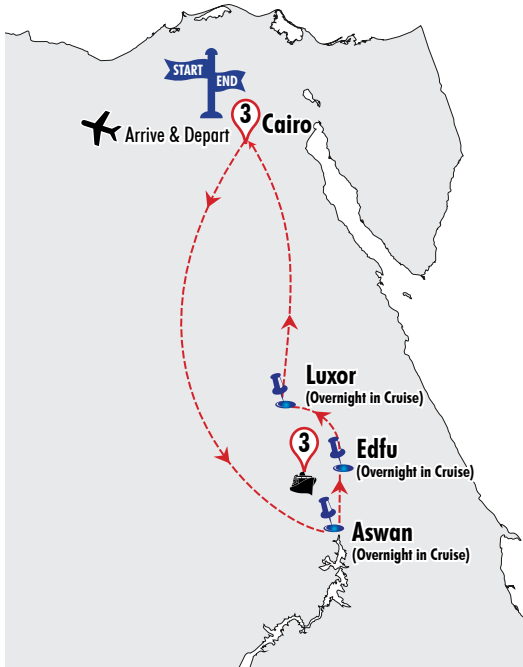 START
END
3
Cairo
Arrive & Depart
Luxor
(Overnight in Cruise)
3
Edfu
(Overnight in Cruise)
Aswan
(Overnight in Cruise)